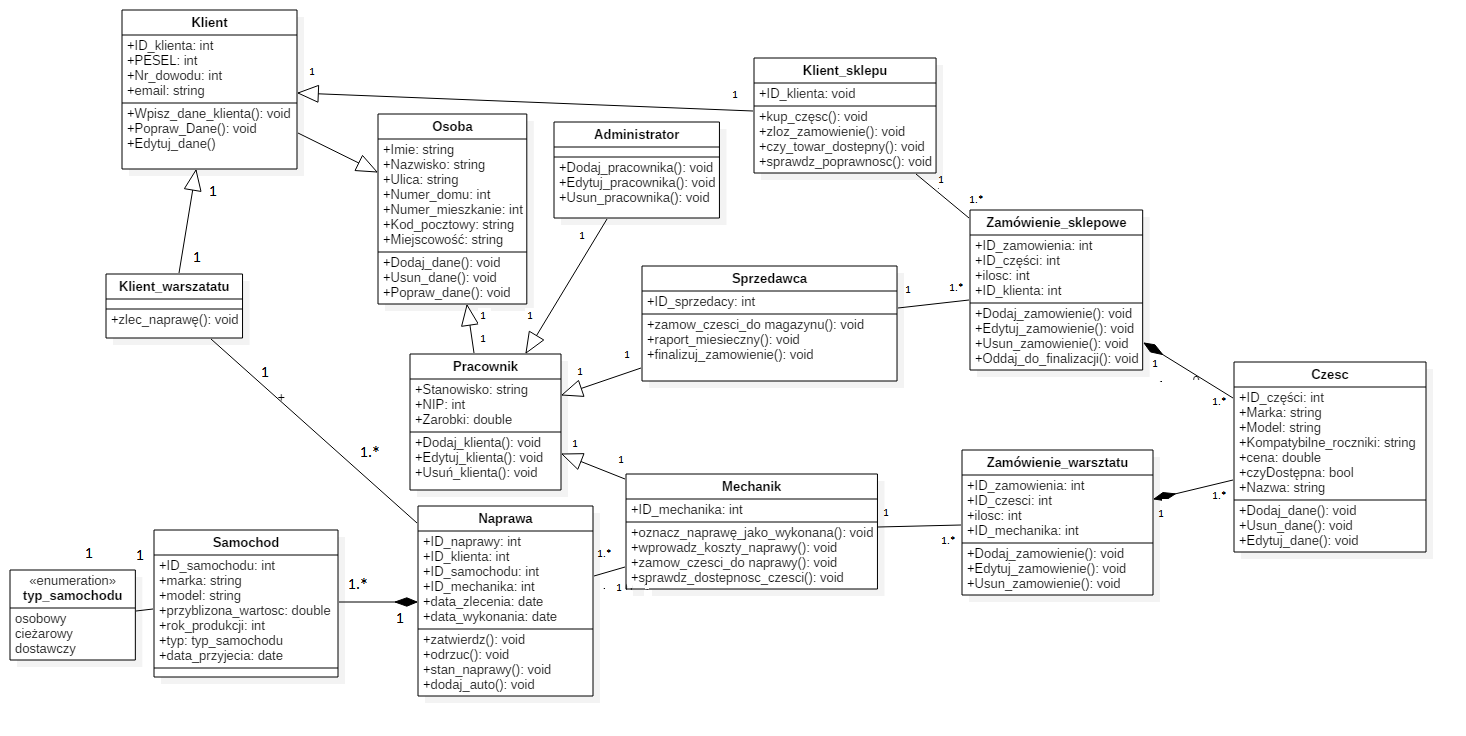 Klient
+ID_klienta: int
+PESEL: int
+Nr_dowodu: int
+email: string
+Wpisz_dane_klienta(): void
+Popraw_Dane(): void
+Edytuj_dane()
1
1
Klient_sklepu
+ID_klienta: void
+kup_częsc(): void
+zloz_zamowienie(): void
+czy_towar_dostepny(): void
+sprawdz_poprawnosc(): void
Osoba
+Imie: string
+Nazwisko: string
+Ulica: string
+Numer_domu: int
+Numer_mieszkanie: int
+Kod_pocztowy: string
+Miejscowość: string
+Dodaj_dane(): void
+Usun_dane(): void
+Popraw_dane(): void
Administrator
+Dodaj_pracownika(): void
+Edytuj_pracownika(): void
+Usun_pracownika(): void
1
1
1
1..*
Zamówienie_sklepowe
+ID_zamowienia: int
+ID_części: int
+ilosc: int
+ID_klienta: int
+Dodaj_zamowienie(): void
+Edytuj_zamowienie(): void
+Usun_zamowienie(): void
+Oddaj_do_finalizacji(): void
1
1
Klient_warszatatu
+zlec_naprawę(): void
Sprzedawca
+ID_sprzedacy: int
+zamow_czesci_do magazynu(): void
+raport_miesieczny(): void
+finalizuj_zamowienie(): void
1
1..*
1
1
1
1
Pracownik
+Stanowisko: string
+NIP: int
+Zarobki: double
+Dodaj_klienta(): void
+Edytuj_klienta(): void
+Usuń_klienta(): void
1
1..*
Czesc
+ID_części: int
+Marka: string
+Model: string
+Kompatybilne_roczniki: string
+cena: double
+czyDostępna: bool
+Nazwa: string
+Dodaj_dane(): void
+Usun_dane(): void
+Edytuj_dane(): void
1
+
1..*
1
1
Mechanik
+ID_mechanika: int
+oznacz_naprawę_jako_wykonana(): void
+wprowadz_koszty_naprawy(): void
+zamow_czesci_do naprawy(): void
+sprawdz_dostepnosc_czesci(): void
1
1..*
Zamówienie_warsztatu
+ID_zamowienia: int
+ID_czesci: int
+ilosc: int
+ID_mechanika: int
+Dodaj_zamowienie(): void
+Edytuj_zamowienie(): void
+Usun_zamowienie(): void
1
1..*
Naprawa
+ID_naprawy: int
+ID_klienta: int
+ID_samochodu: int
+ID_mechanika: int
+data_zlecenia: date
+data_wykonania: date
+zatwierdz(): void
+odrzuc(): void
+stan_naprawy(): void
+dodaj_auto(): void
1..*
1
Samochod
+ID_samochodu: int
+marka: string
+model: string
+przyblizona_wartosc: double
+rok_produkcji: int
+typ: typ_samochodu
+data_przyjecia: date
1..*
1
1
1
«enumeration»
typ_samochodu
osobowy
cieżarowy
dostawczy